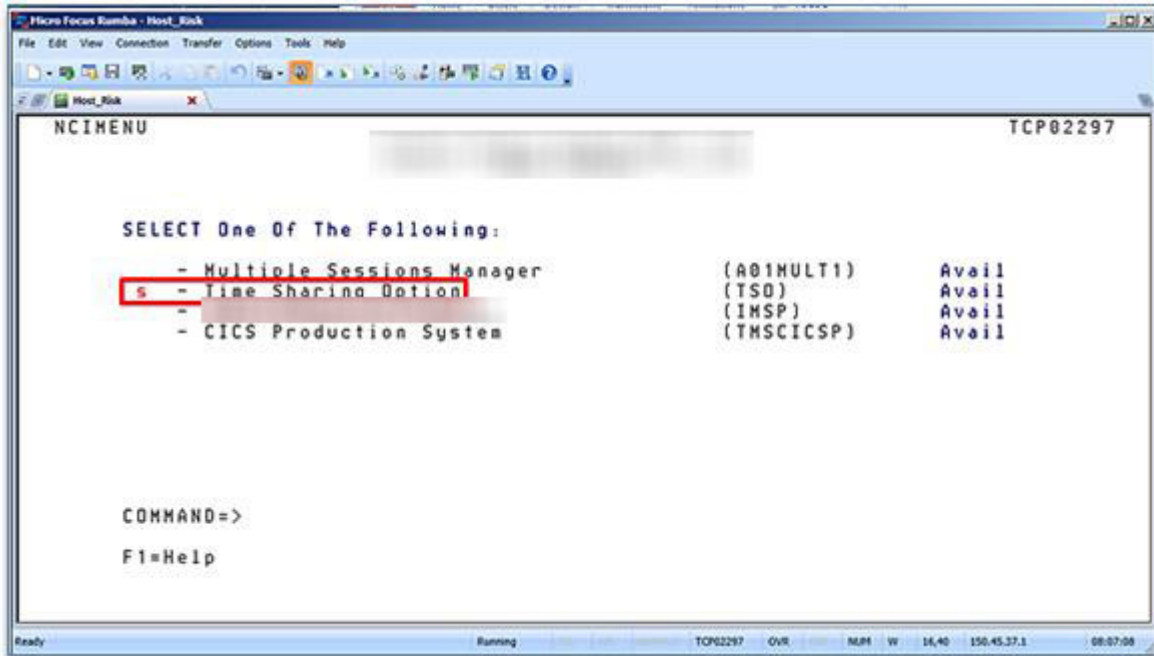 Micro Focus Rumba - Host_Risk
File Edit View Connection Transfer Options Tools Help
Host_Risk
NCIMENU TCP02297
SELECT One Of The Following:
- Multiple Sessions Manager (A01MULT1) Avail
s - Time Sharing Option (TSO) Avail
- (IMSP) Avail
- CICS Production System (TMSCICSP) Avail
COMMAND=>
F1=Help
Ready Running TCP02297 OVR NUM W 16,40 150.45.37.1 08:07:08